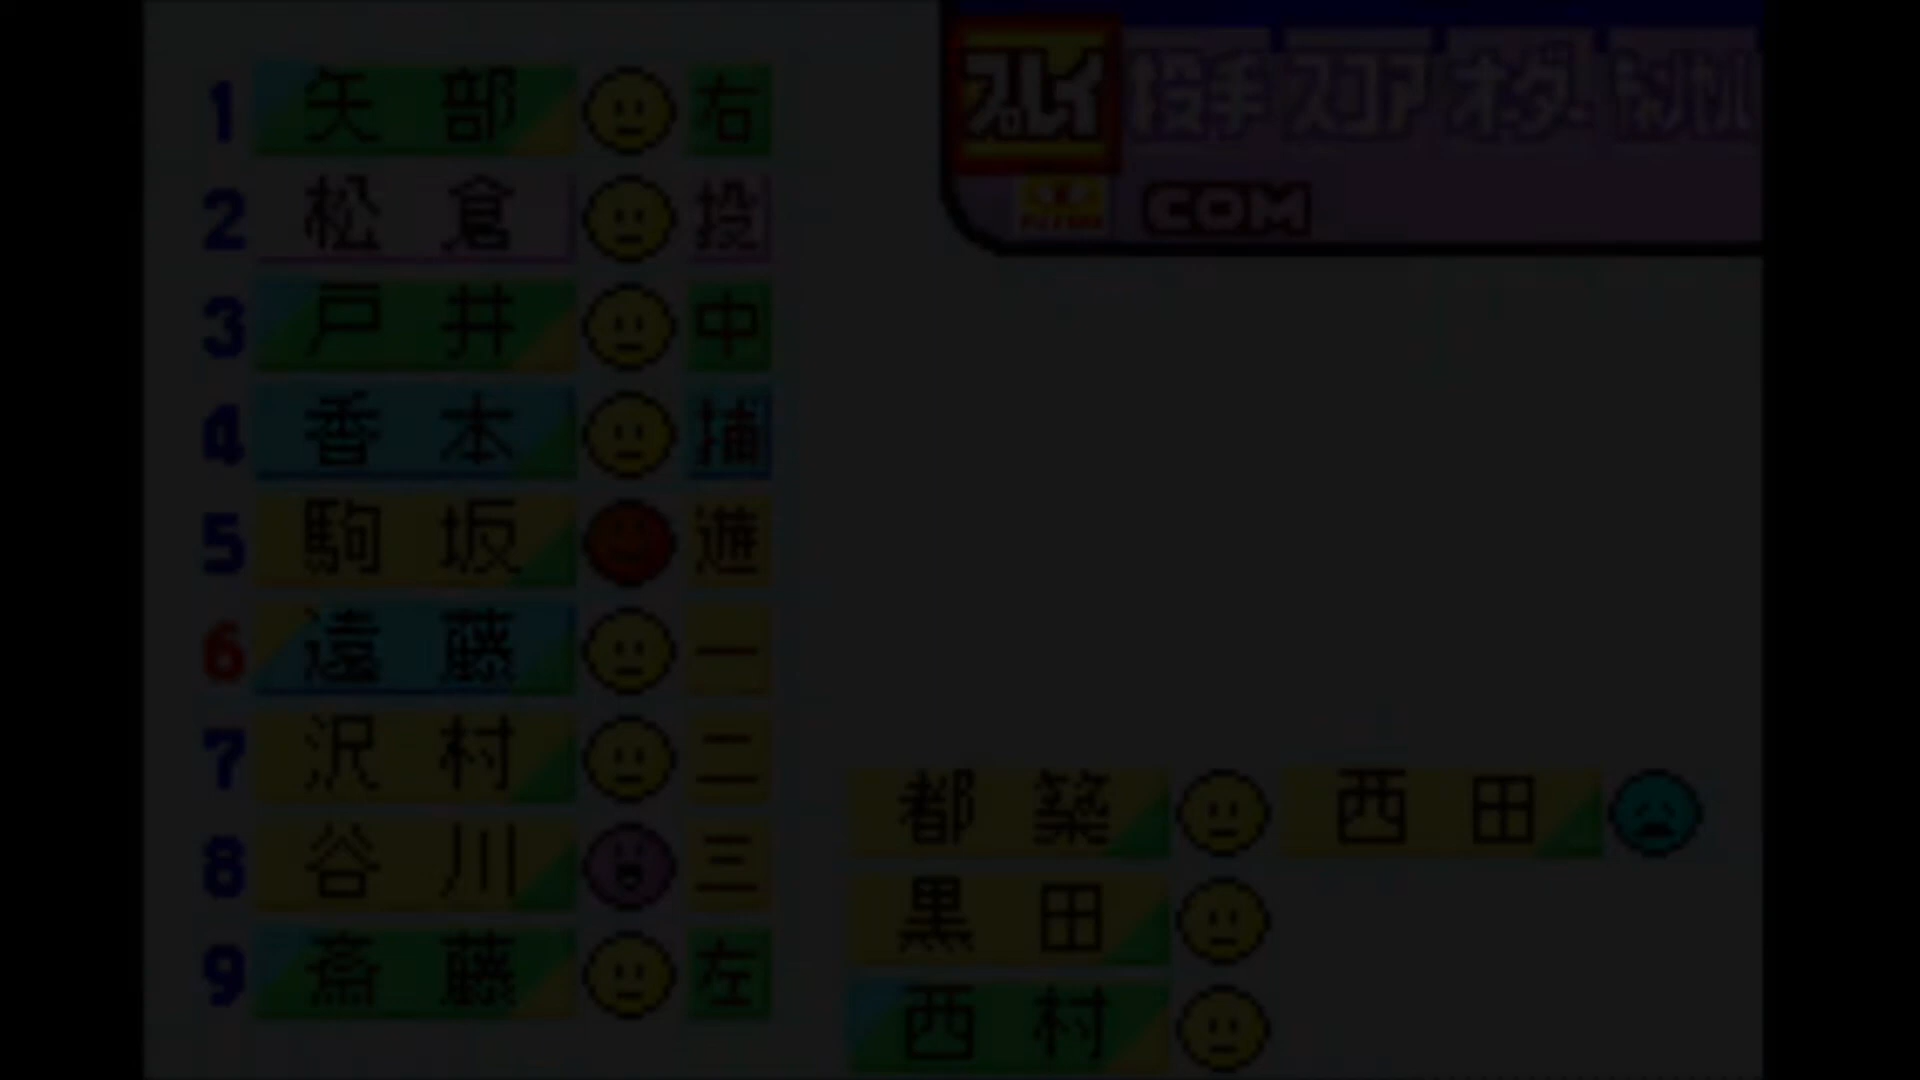 プレイ 投手 スコア オーダー
COM
1 矢部 右
2 松倉 投
3 戸井 中
4 香本 捕
5 駒坂 遊
6 遠藤 一
7 沢村 二
8 谷川 三
9 斎藤 左
都築 西田
黒田
西村